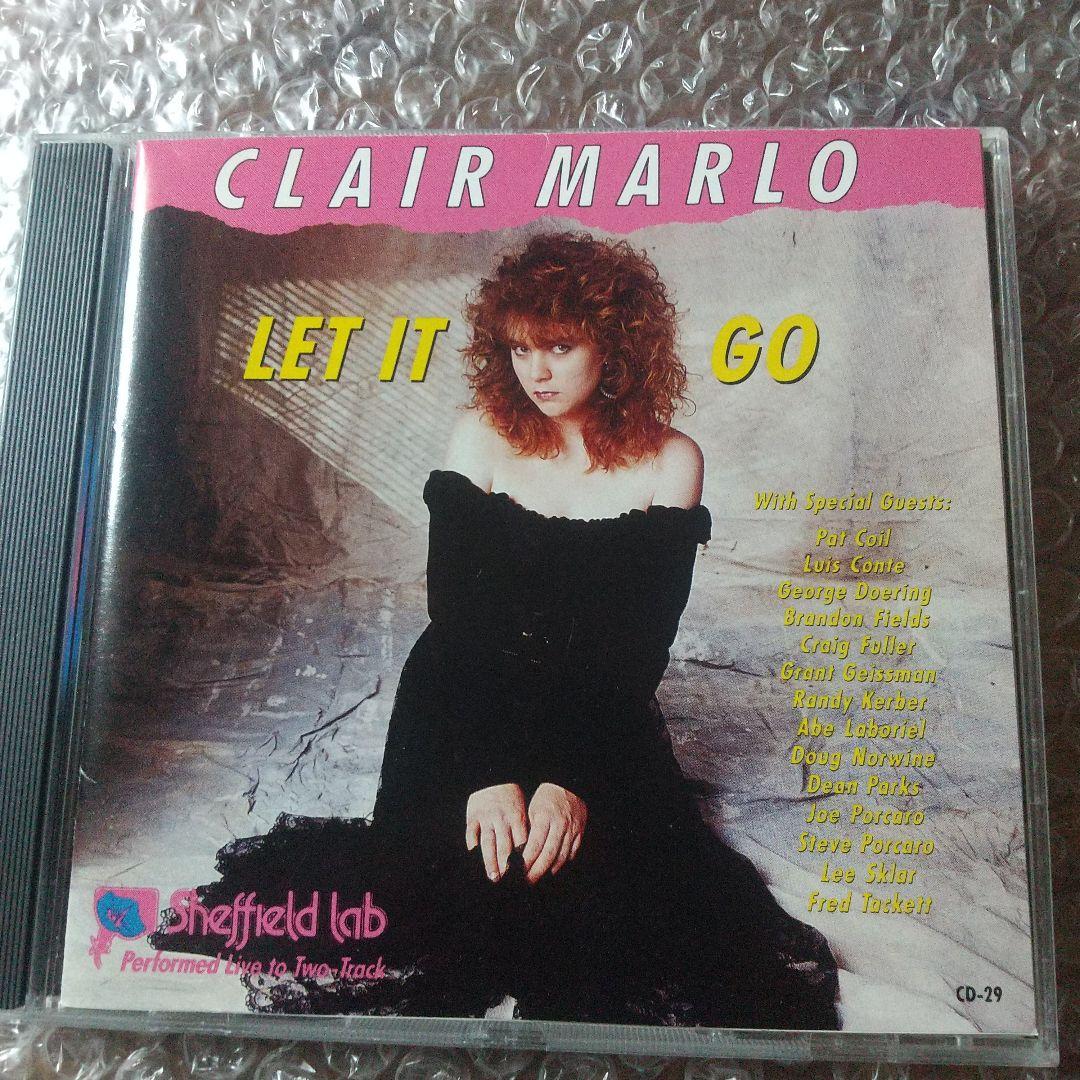 CLAIR MARLO
LET IT GO
With Special Guests:
Pat Coil
Luis Conte
George Doering
Brandon Fields
Craig Fuller
Grant Geissman
Randy Kerber
Abe Laboriel
Doug Norwine
Dean Parks
Joe Porcaro
Steve Porcaro
Lee Sklar
Fred Tackett
Sheffield Lab
Performed Live to Two-Track
CD-29